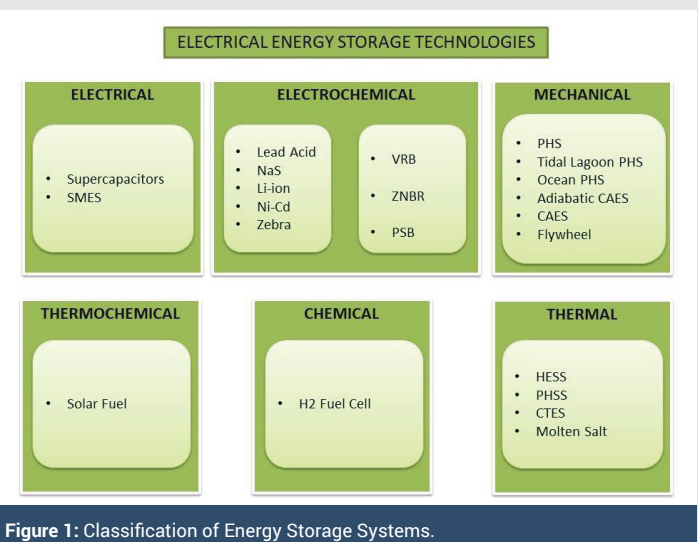 ELECTRICAL ENERGY STORAGE TECHNOLOGIES
ELECTRICAL
• Supercapacitors
• SMES
ELECTROCHEMICAL
• Lead Acid
• NaS
• Li-ion
• Ni-Cd
• Zebra
• VRB
• ZNBR
• PSB
MECHANICAL
• PHS
• Tidal Lagoon PHS
• Ocean PHS
• Adiabatic CAES
• CAES
• Flywheel
THERMOCHEMICAL
• Solar Fuel
CHEMICAL
• H2 Fuel Cell
THERMAL
• HESS
• PHSS
• CTES
• Molten Salt
Figure 1: Classification of Energy Storage Systems.